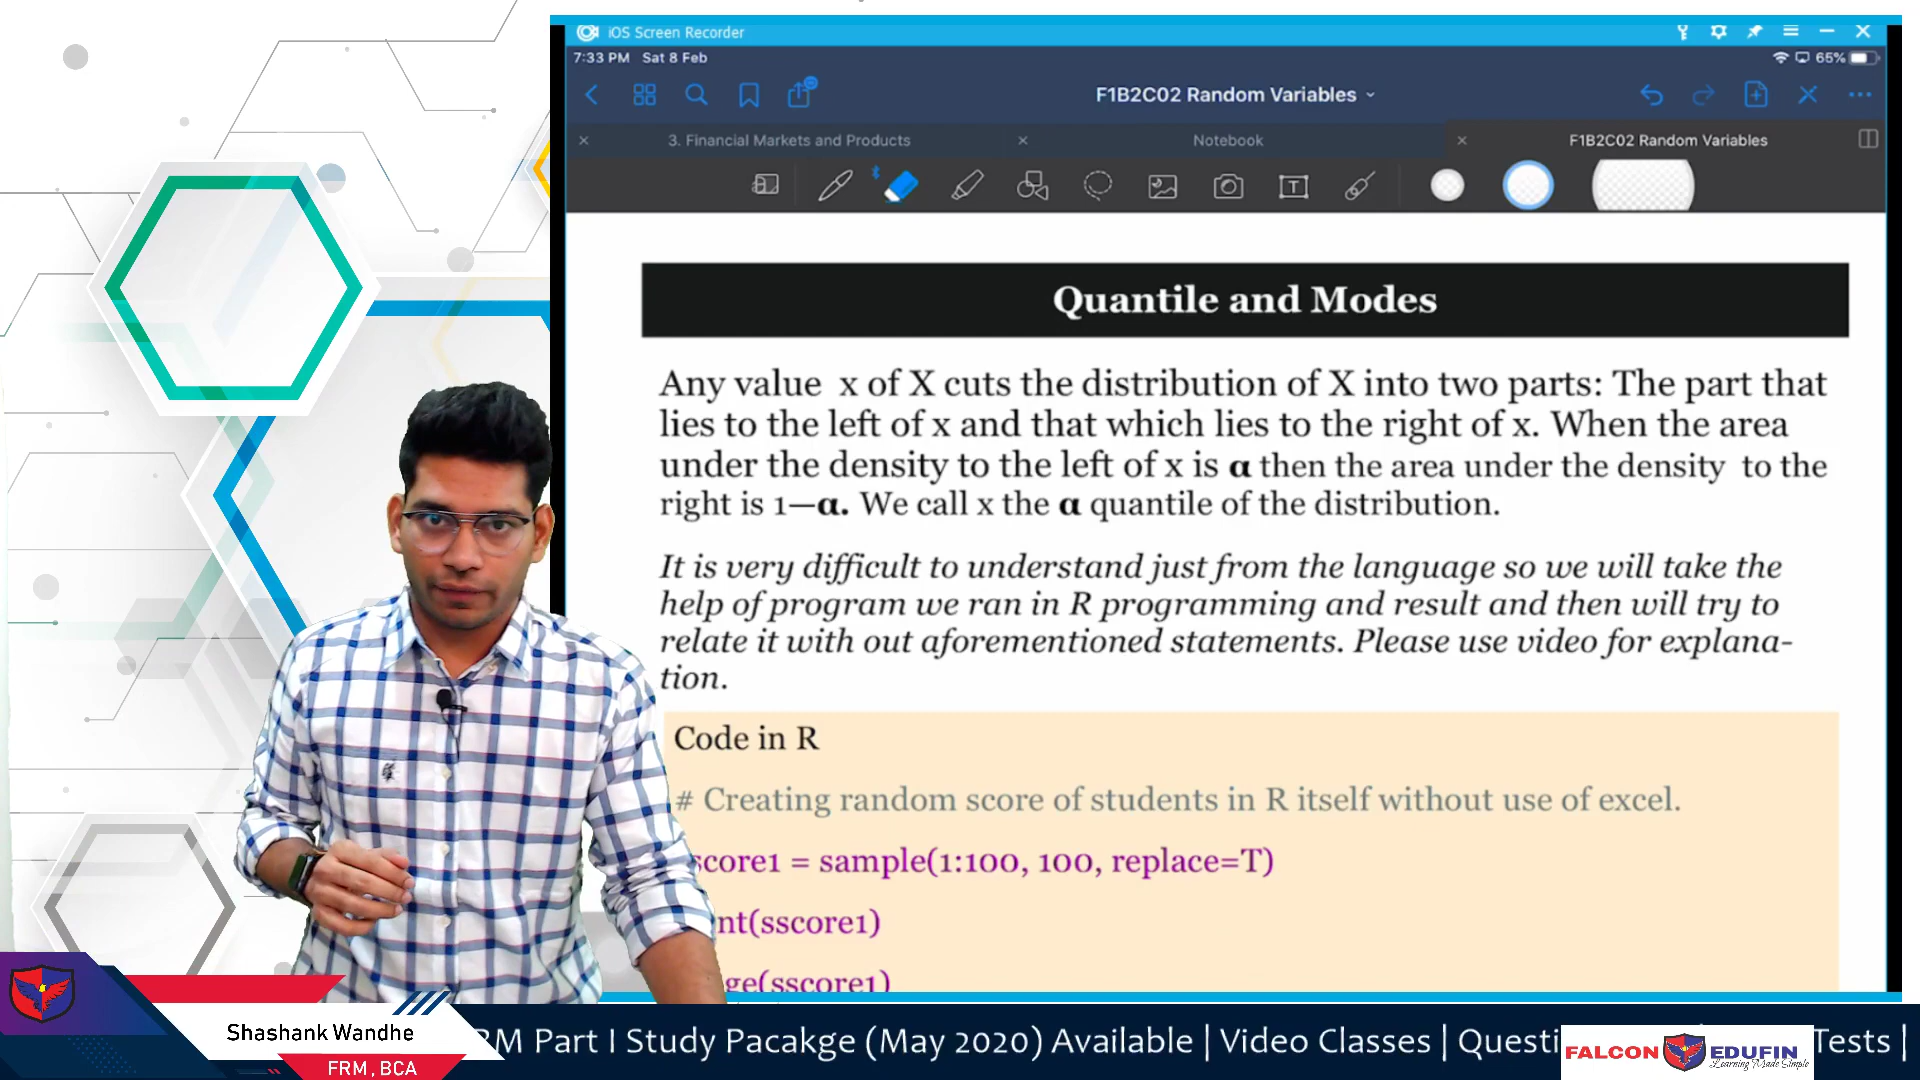 iOS Screen Recorder
7:33 PM Sat 8 Feb
65%
F1B2C02 Random Variables
3. Financial Markets and Products
Notebook
F1B2C02 Random Variables
Quantile and Modes
Any value x of X cuts the distribution of X into two parts: The part that
lies to the left of x and that which lies to the right of x. When the area
under the density to the left of x is α then the area under the density to the
right is 1—α. We call x the α quantile of the distribution.
It is very difficult to understand just from the language so we will take the
help of program we ran in R programming and result and then will try to
relate it with out aforementioned statements. Please use video for explana-
tion.
Code in R
# Creating random score of students in R itself without use of excel.
score1 = sample(1:100, 100, replace=T)
nt(sscore1)
ge(sscore1)
Shashank Wandhe
FRM, BCA
RM Part I Study Pacakge (May 2020) Available | Video Classes | Questi
Tests |
FALCON EDUFIN
Learning Made Simple